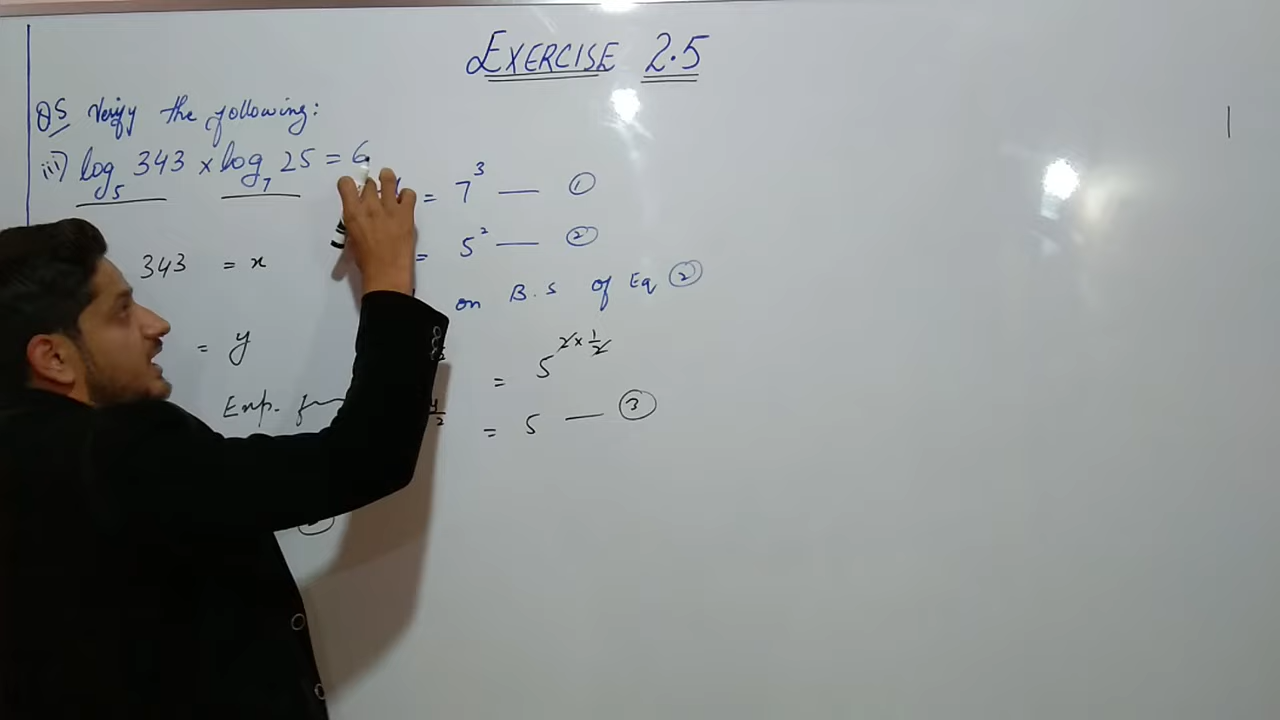 EXERCISE 2.5
Q5 Verify the following:
iii) log₅ 343 × log₇ 25 = 6
= 7³ — ①
= 5² — ②
343 = x
on B.S of Eq ②
= y
= 5^(2×1/2)
Exp. form
= 5 — ③